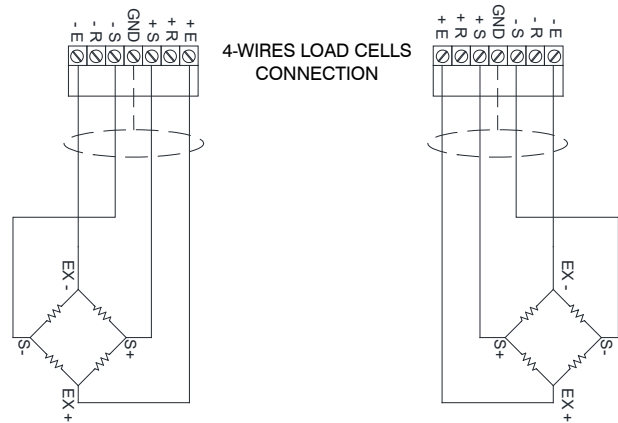 - E
- R
- S
GND
+ S
+ R
+ E
4-WIRES LOAD CELLS
CONNECTION
+ E
+ R
+ S
GND
- S
- R
- E
EX -
S-
S+
EX +
EX -
S+
S-
EX +